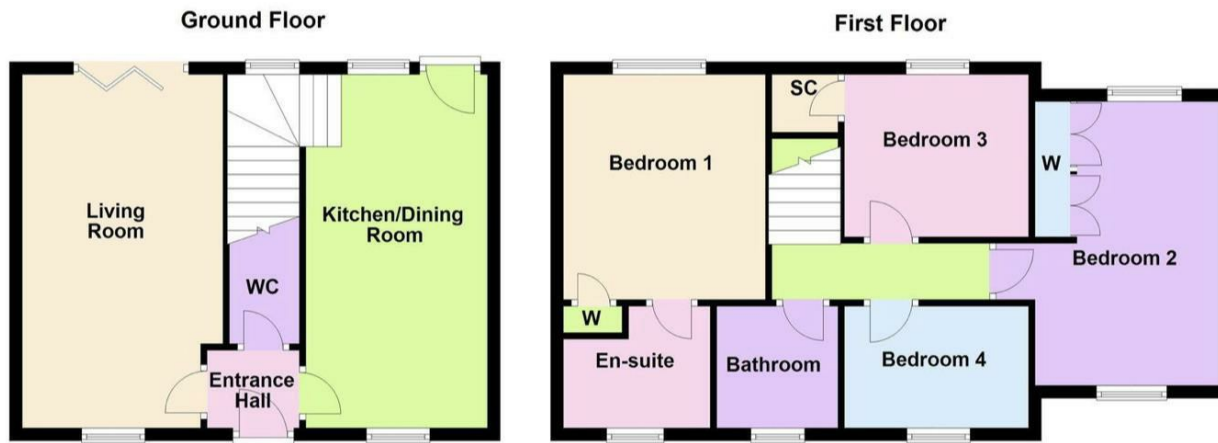 Ground Floor
Living
Room
Kitchen/Dining
Room
WC
Entrance
Hall
First Floor
SC
Bedroom 1
Bedroom 3
W
Bedroom 2
W
En-suite
Bathroom
Bedroom 4